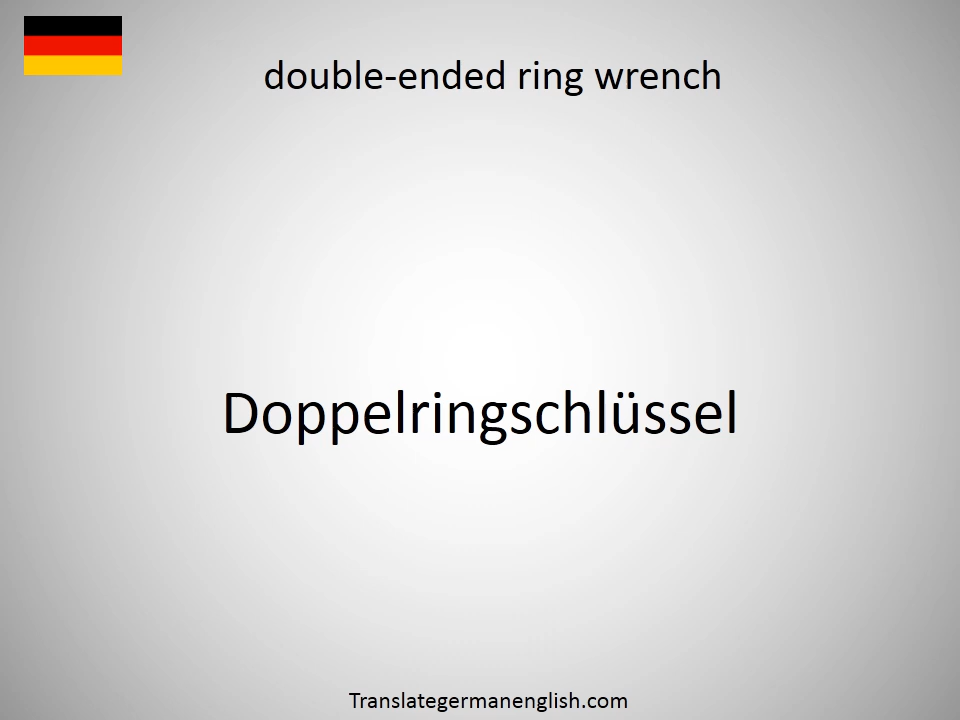 double-ended ring wrench
Doppelringschlüssel
Translategermanenglish.com